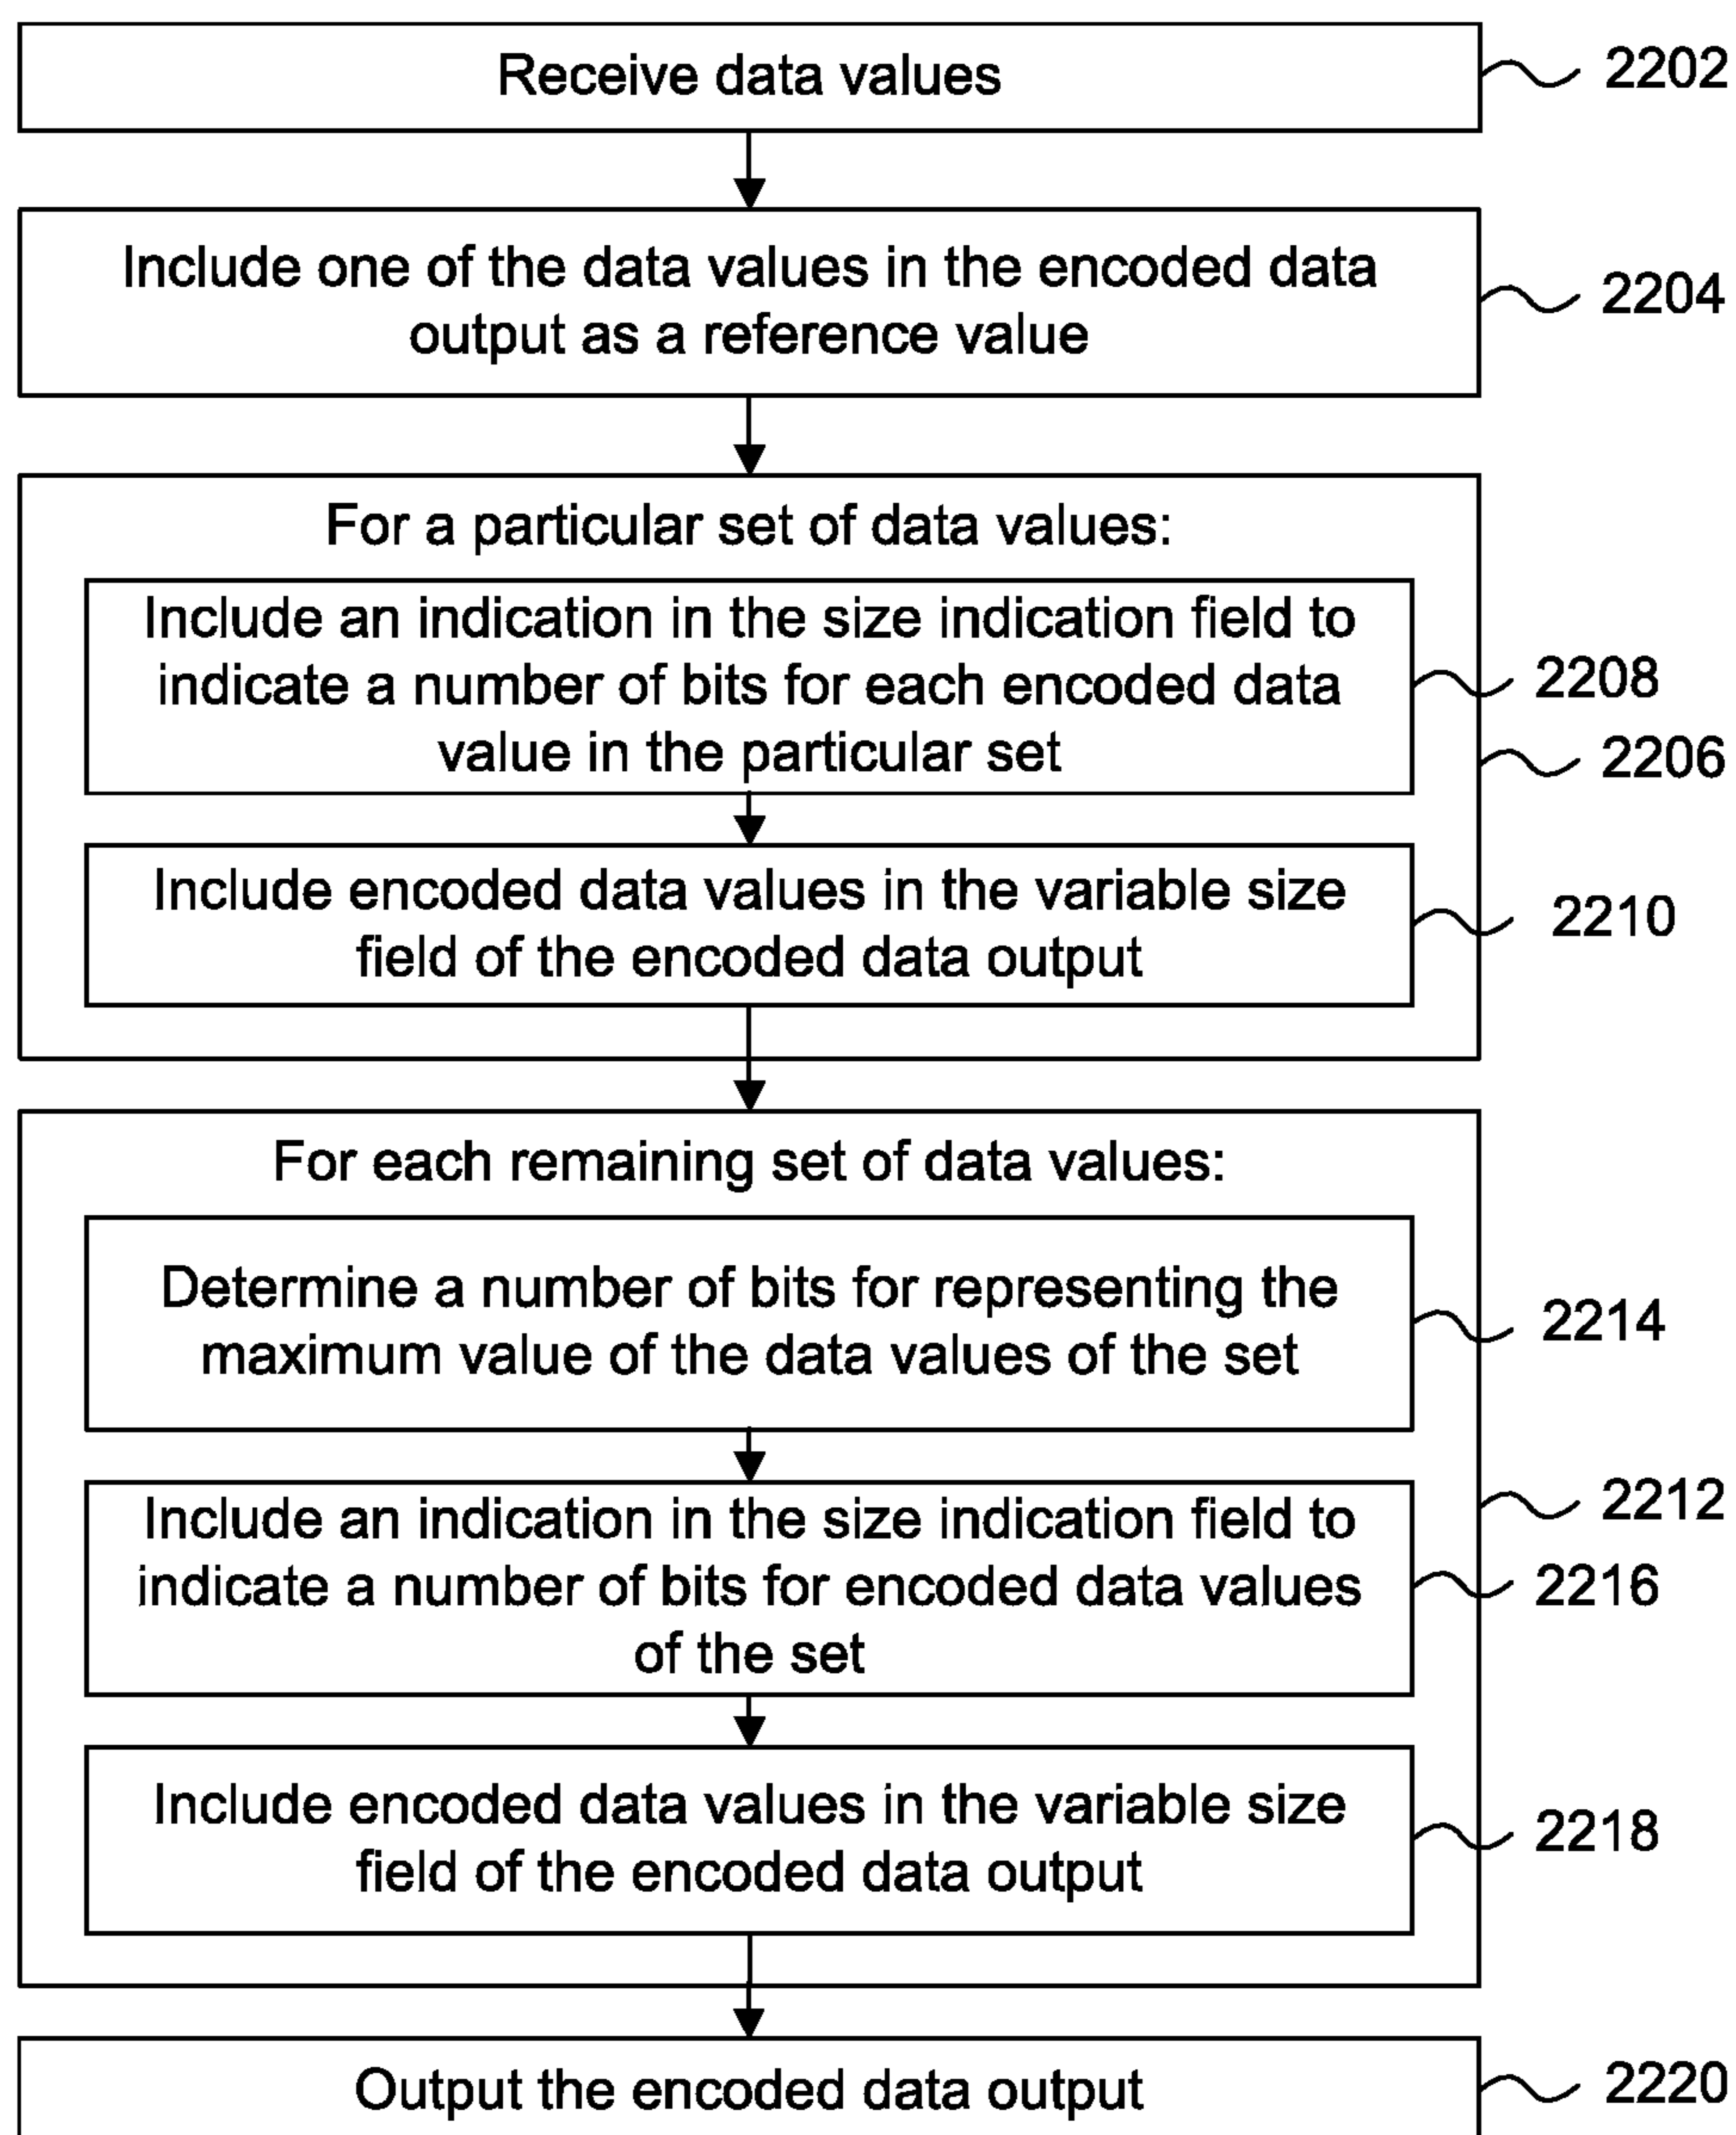 Receive data values
2202
Include one of the data values in the encoded data
output as a reference value
2204
For a particular set of data values:
Include an indication in the size indication field to
indicate a number of bits for each encoded data
value in the particular set
2208
2206
Include encoded data values in the variable size
field of the encoded data output
2210
For each remaining set of data values:
Determine a number of bits for representing the
maximum value of the data values of the set
2214
2212
Include an indication in the size indication field to
indicate a number of bits for encoded data values
of the set
2216
Include encoded data values in the variable size
field of the encoded data output
2218
Output the encoded data output
2220